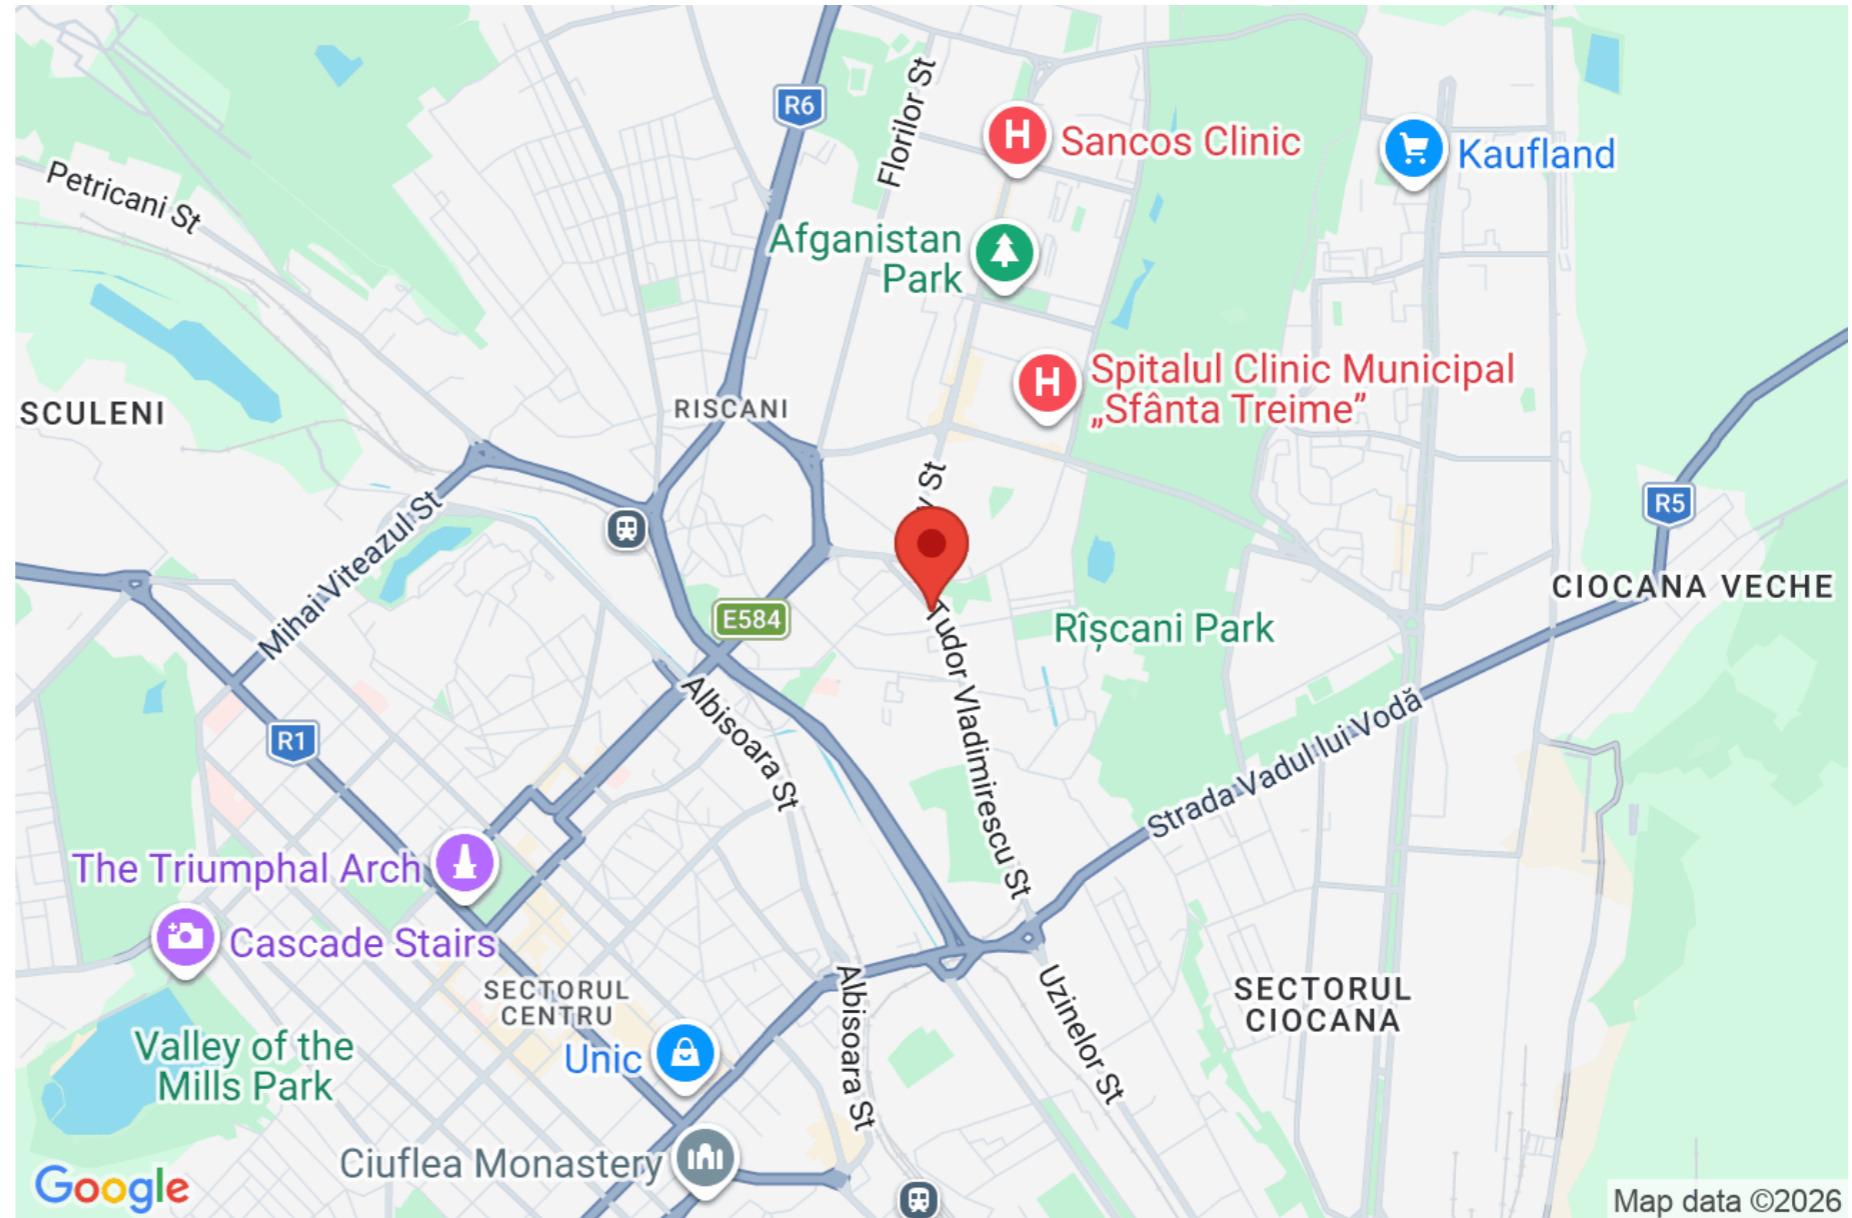 R6
Florilor St
H
Sancos Clinic
Kaufland
Petricani St
Afganistan
Park
H
Spitalul Clinic Municipal
„Sfânta Treime”
SCULENI
RISCANI
St
R5
Mihai Viteazul St
CIOCANA VECHE
E584
Rîșcani Park
Tudor Vladimirescu St
Albisoara St
R1
Strada Vadul lui Vodă
The Triumphal Arch
Cascade Stairs
SECTORUL
CENTRU
Albisoara St
Uzinelor St
SECTORUL
CIOCANA
Valley of the
Mills Park
Unic
Ciuflea Monastery
Google
Map data ©2026